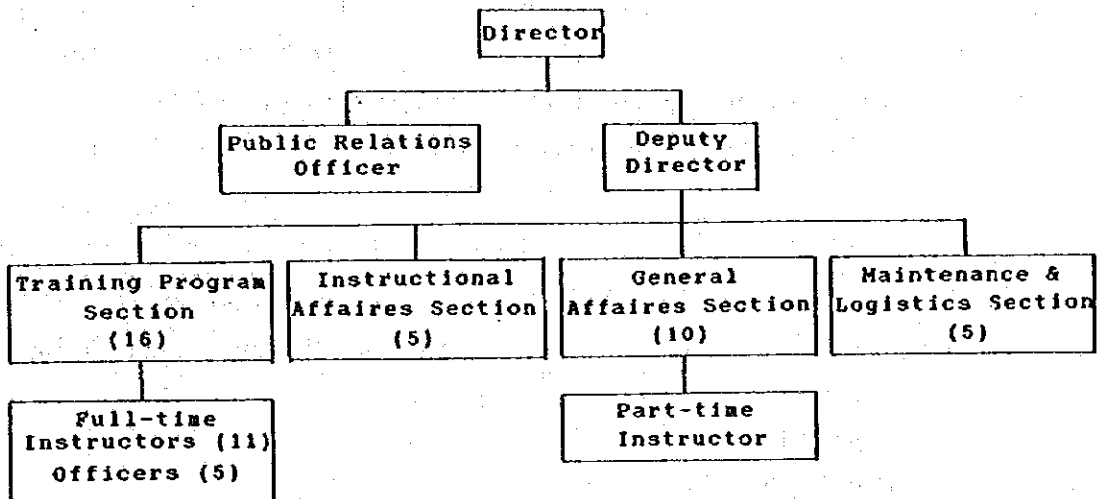 Director
Public Relations
Officer
Deputy
Director
Training Program
Section
(16)
Instructional
Affaires Section
(5)
General
Affaires Section
(10)
Maintenance &
Logistics Section
(5)
Full-time
Instructors (11)
Officers (5)
Part-time
Instructor